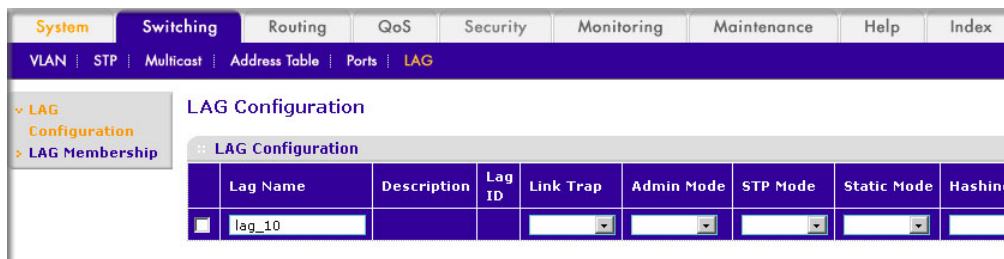 System Switching Routing QoS Security Monitoring Maintenance Help Index
VLAN STP Multicast Address Table Ports LAG
LAG Configuration
LAG Membership
LAG Configuration
LAG Configuration
Lag Name Description Lag ID Link Trap Admin Mode STP Mode Static Mode Hashin
lag_10